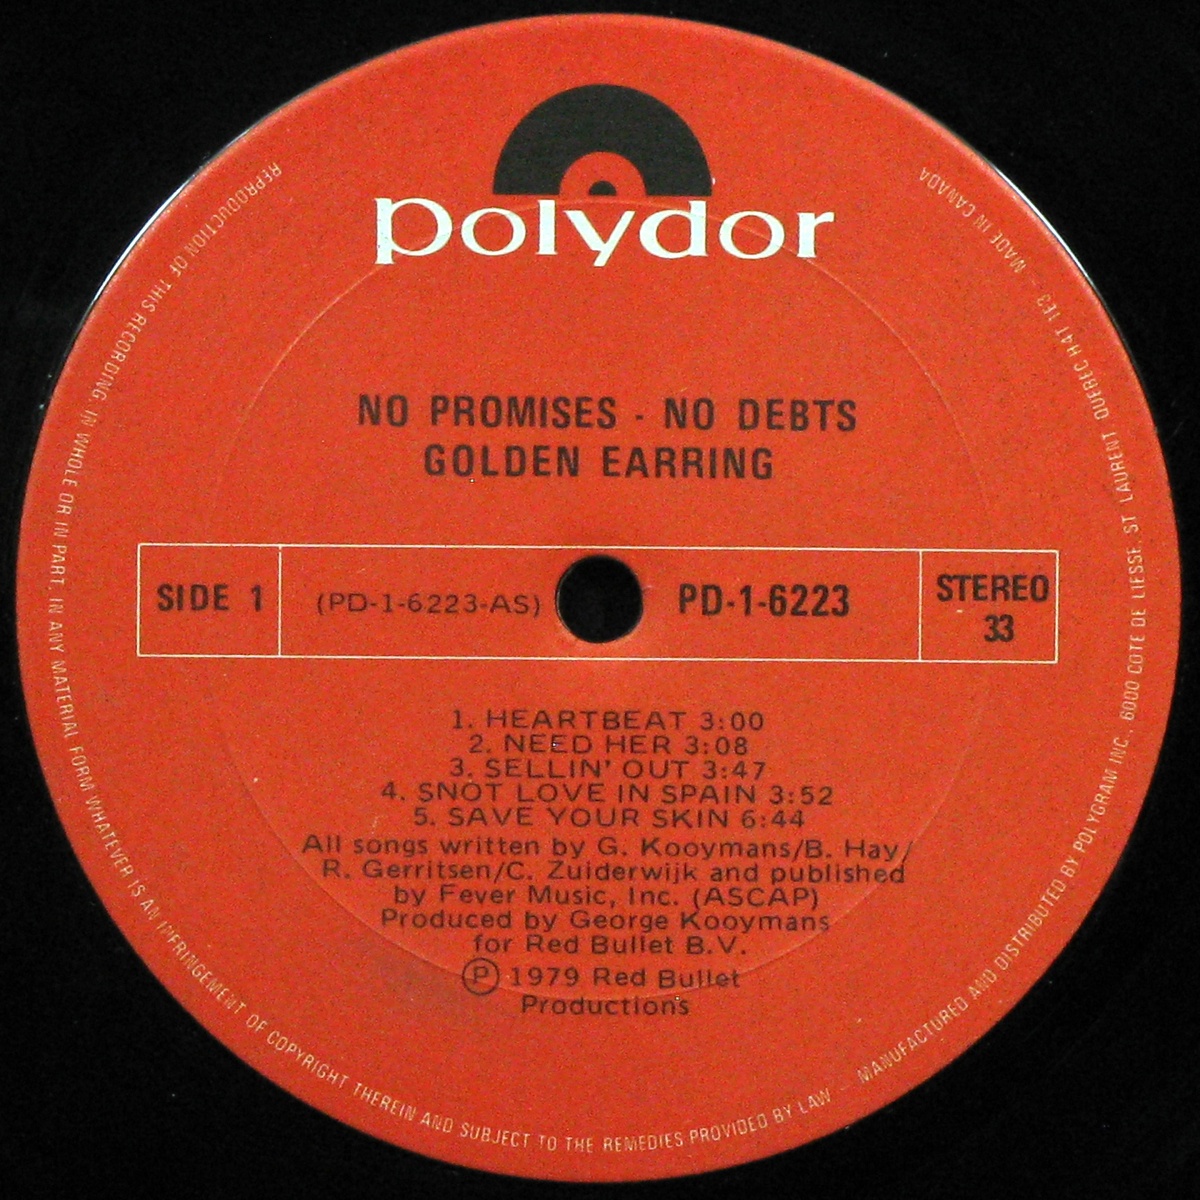 polydor
NO PROMISES - NO DEBTS
GOLDEN EARRING
SIDE 1
(PD-1-6223-AS)
PD-1-6223
STEREO
33
1. HEARTBEAT 3:00
2. NEED HER 3:08
3. SELLIN' OUT 3:47
4. SNOT LOVE IN SPAIN 3:52
5. SAVE YOUR SKIN 6:44
All songs written by G. Kooymans/B. Hay/
R. Gerritsen/C. Zuiderwijk and published
by Fever Music, Inc. (ASCAP)
Produced by George Kooymans
for Red Bullet B.V.
Ⓟ 1979 Red Bullet
Productions
REPRODUCTION OF THIS RECORDING, IN WHOLE OR IN PART, IN ANY MATERIAL FORM WHATEVER IS AN INFRINGEMENT OF COPYRIGHT THEREIN AND SUBJECT TO THE REMEDIES PROVIDED BY LAW - MANUFACTURED AND DISTRIBUTED BY POLYGRAM INC., 6000 COTE DE LIESSE, ST LAURENT QUEBEC H4T 1E3 - MADE IN CANADA